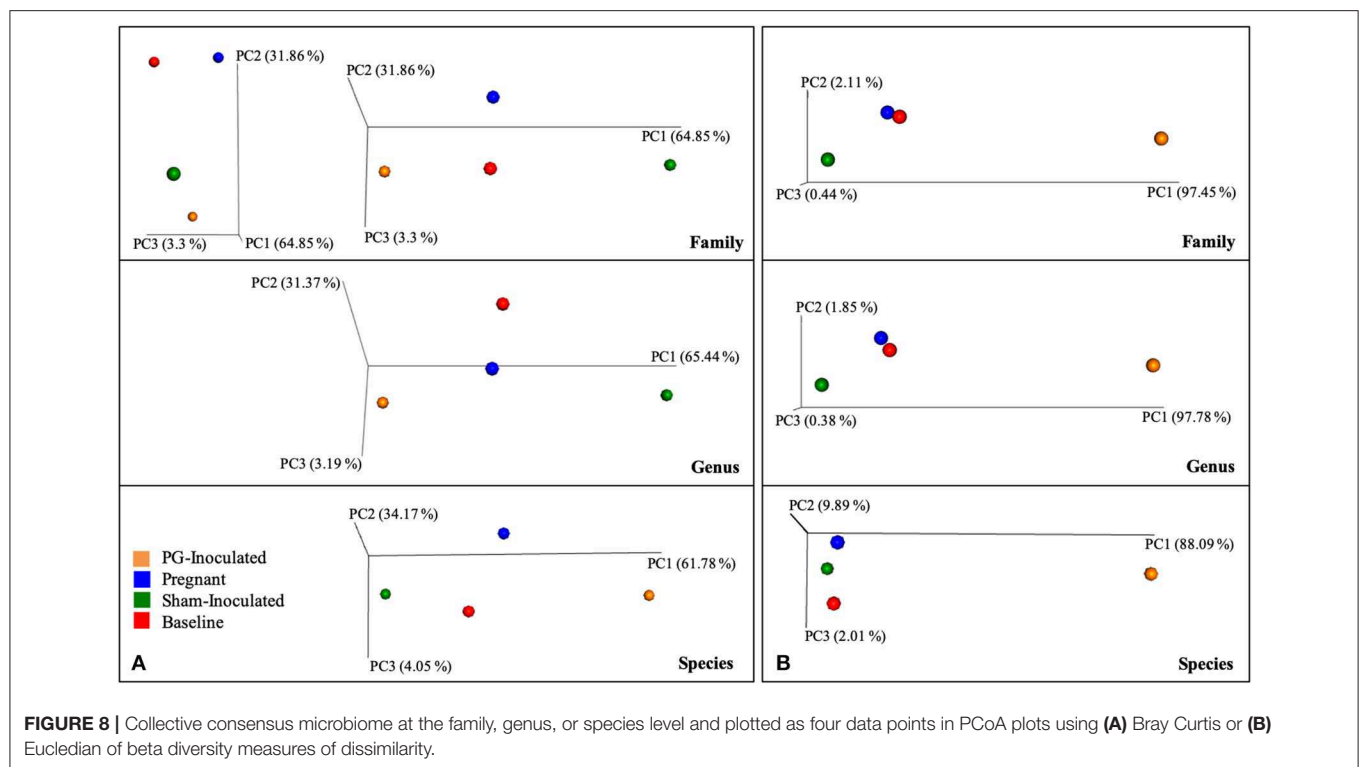 PC2 (31.86 %)
PC2 (31.86 %)
PC1 (64.85 %)
PC3 (3.3 %)
PC1 (64.85 %)
PC3 (3.3 %)
Family
PC2 (31.37 %)
PC1 (65.44 %)
PC3 (3.19 %)
Genus
PC2 (34.17 %)
PC1 (61.78 %)
PG-Inoculated
Pregnant
Sham-Inoculated
Baseline
PC3 (4.05 %)
A
Species
PC2 (2.11 %)
PC3 (0.44 %)
PC1 (97.45 %)
Family
PC2 (1.85 %)
PC3 (0.38 %)
PC1 (97.78 %)
Genus
PC2 (9.89 %)
PC1 (88.09 %)
PC3 (2.01 %)
B
Species
FIGURE 8 | Collective consensus microbiome at the family, genus, or species level and plotted as four data points in PCoA plots using (A) Bray Curtis or (B)
Eucledian of beta diversity measures of dissimilarity.